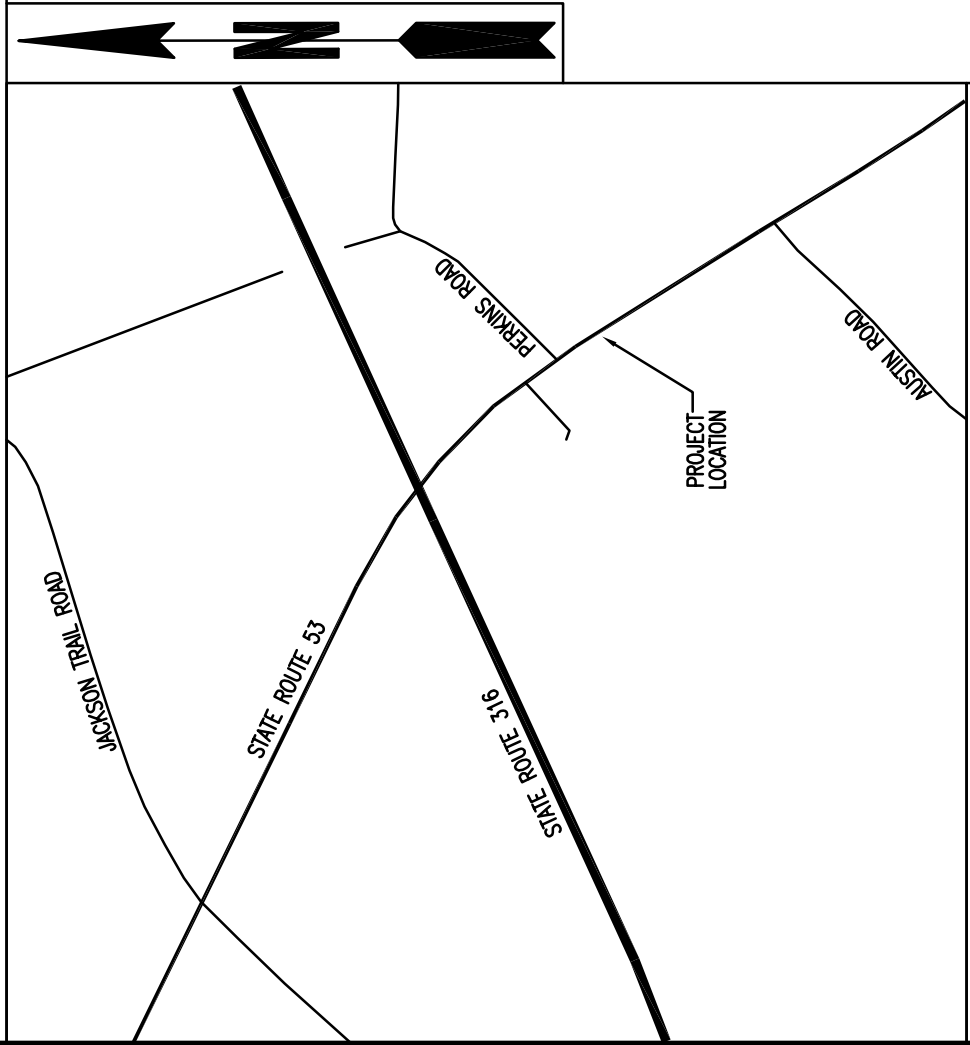 N
PERKINS ROAD
AUSTIN ROAD
PROJECT
LOCATION
JACKSON TRAIL ROAD
STATE ROUTE 53
STATE ROUTE 316